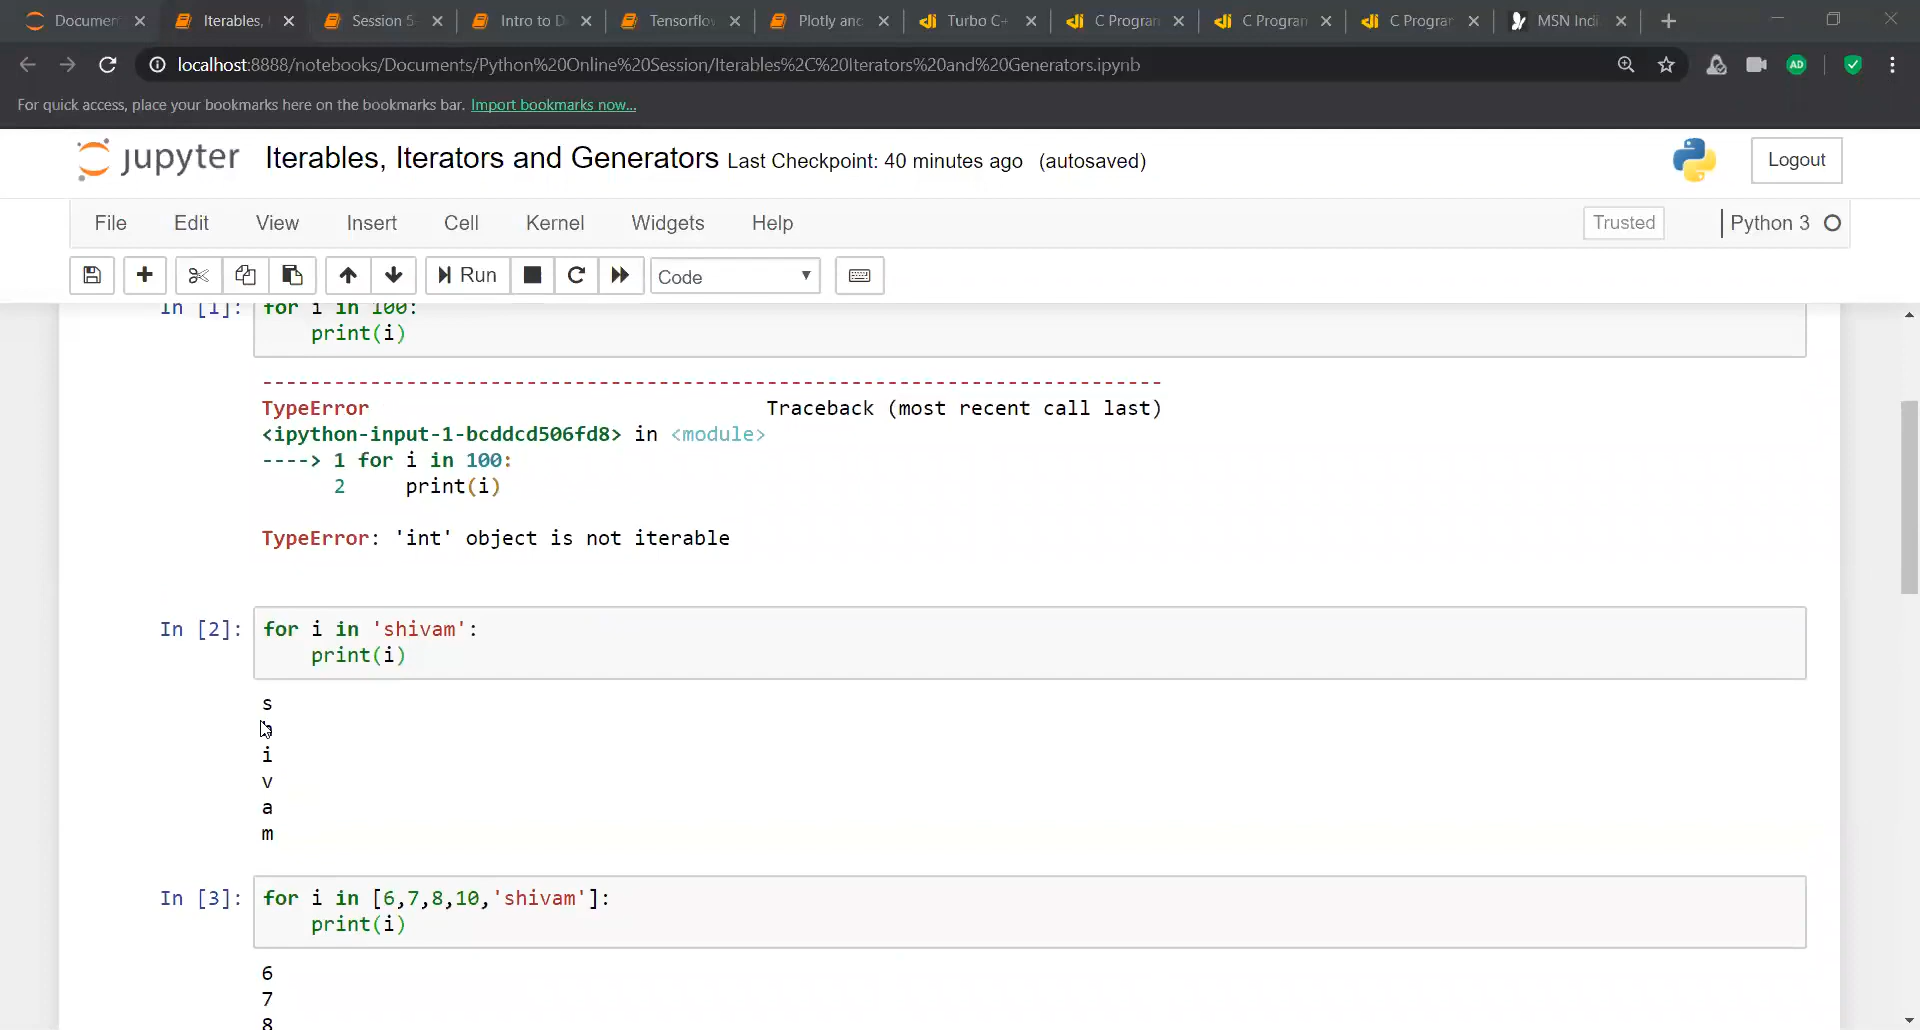 Documen
Iterables,
Session 5
Intro to D
Tensorflow
Plotly and
Turbo C+
C Program
C Program
C Program
MSN Indi
localhost:8888/notebooks/Documents/Python%20Online%20Session/Iterables%2C%20Iterators%20and%20Generators.ipynb
AD
For quick access, place your bookmarks here on the bookmarks bar. Import bookmarks now...
jupyter Iterables, Iterators and Generators Last Checkpoint: 40 minutes ago (autosaved)
Logout
File Edit View Insert Cell Kernel Widgets Help
Trusted
Python 3
Run
Code
In [1]: for i in 100:
print(i)
---------------------------------------------------------------------------
TypeError Traceback (most recent call last)
<ipython-input-1-bcddcd506fd8> in <module>
----> 1 for i in 100:
2 print(i)
TypeError: 'int' object is not iterable
In [2]: for i in 'shivam':
print(i)
s
i
v
a
m
In [3]: for i in [6,7,8,10,'shivam']:
print(i)
6
7
8